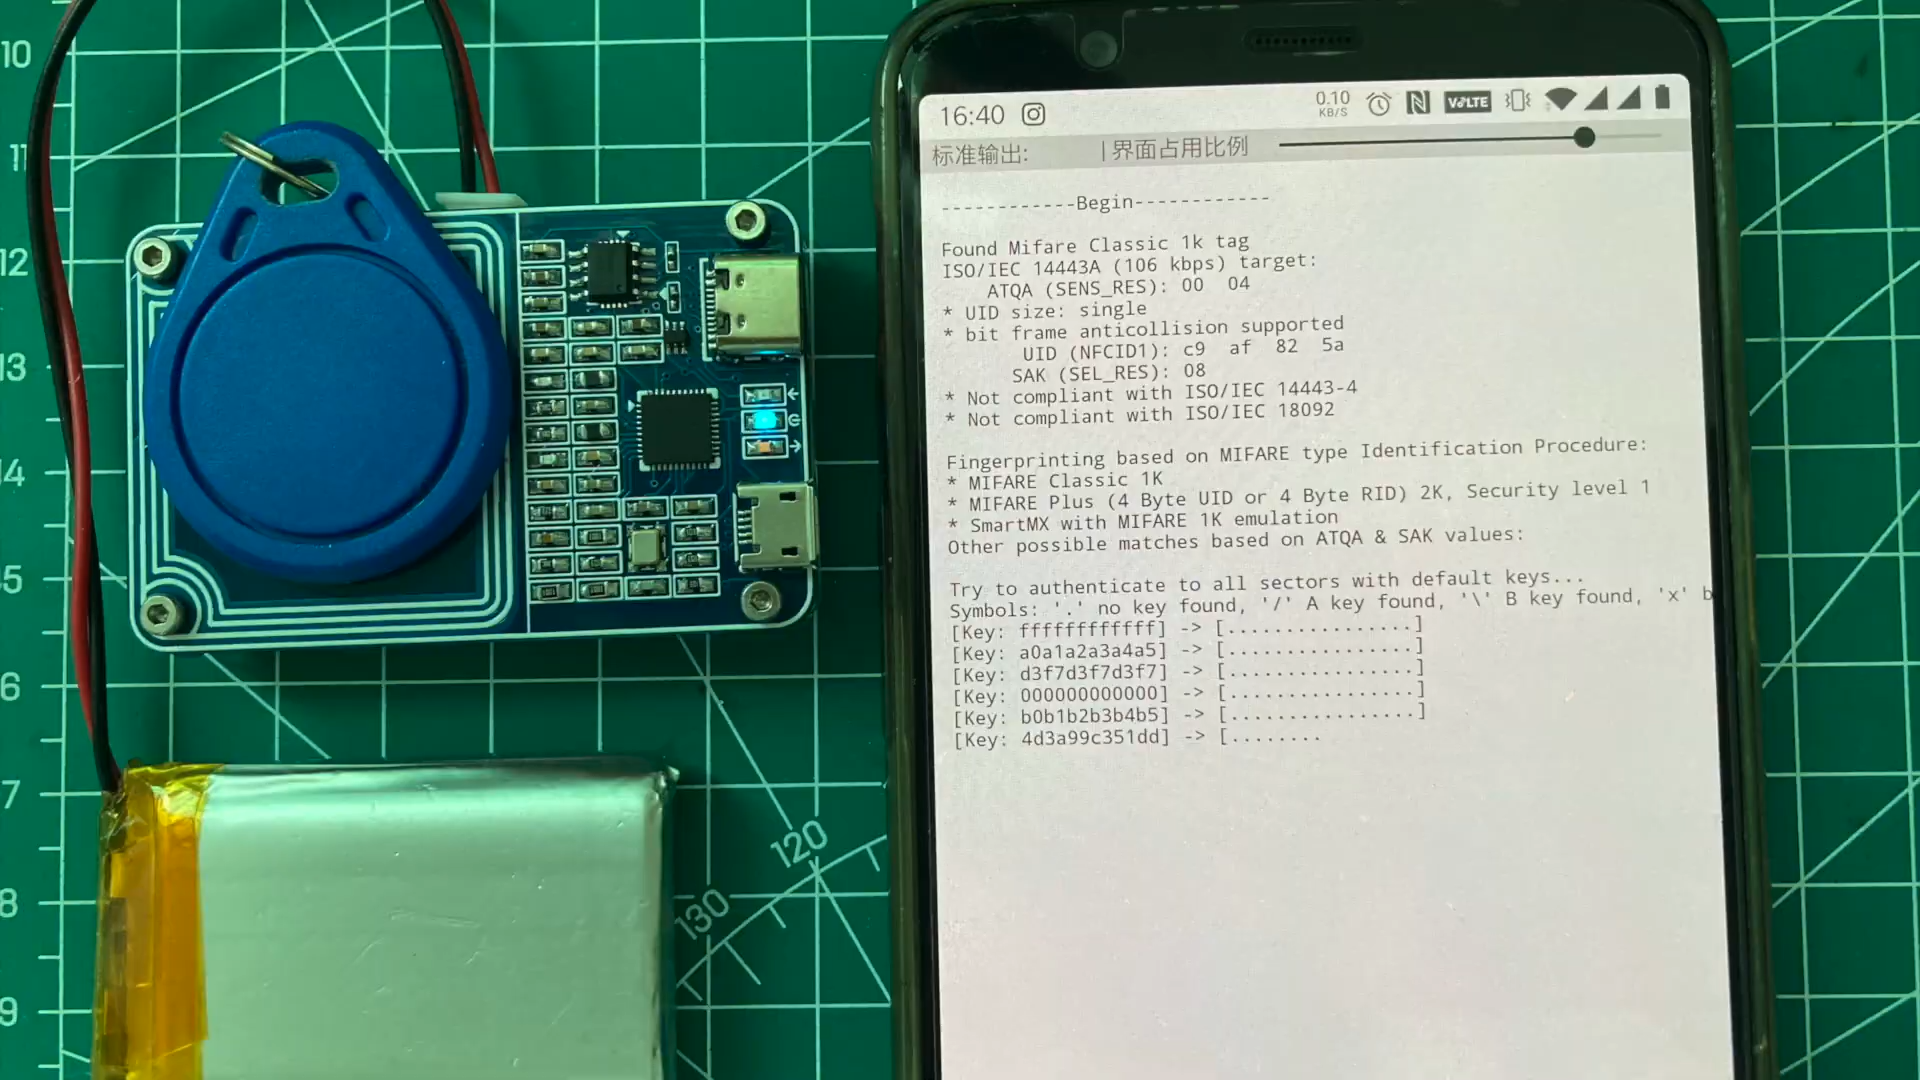 10
11
12
13
14
15
6
7
8
9
120
130
16:40
0.10
KB/S
VoLTE
标准输出: |界面占用比例
------------Begin------------
Found Mifare Classic 1k tag
ISO/IEC 14443A (106 kbps) target:
ATQA (SENS_RES): 00 04
* UID size: single
* bit frame anticollision supported
UID (NFCID1): c9 af 82 5a
SAK (SEL_RES): 08
* Not compliant with ISO/IEC 14443-4
* Not compliant with ISO/IEC 18092
Fingerprinting based on MIFARE type Identification Procedure:
* MIFARE Classic 1K
* MIFARE Plus (4 Byte UID or 4 Byte RID) 2K, Security level 1
* SmartMX with MIFARE 1K emulation
Other possible matches based on ATQA & SAK values:
Try to authenticate to all sectors with default keys...
Symbols: '.' no key found, '/' A key found, '\' B key found, 'x' b
[Key: ffffffffffff] -> [................]
[Key: a0a1a2a3a4a5] -> [................]
[Key: d3f7d3f7d3f7] -> [................]
[Key: 000000000000] -> [................]
[Key: b0b1b2b3b4b5] -> [................]
[Key: 4d3a99c351dd] -> [........